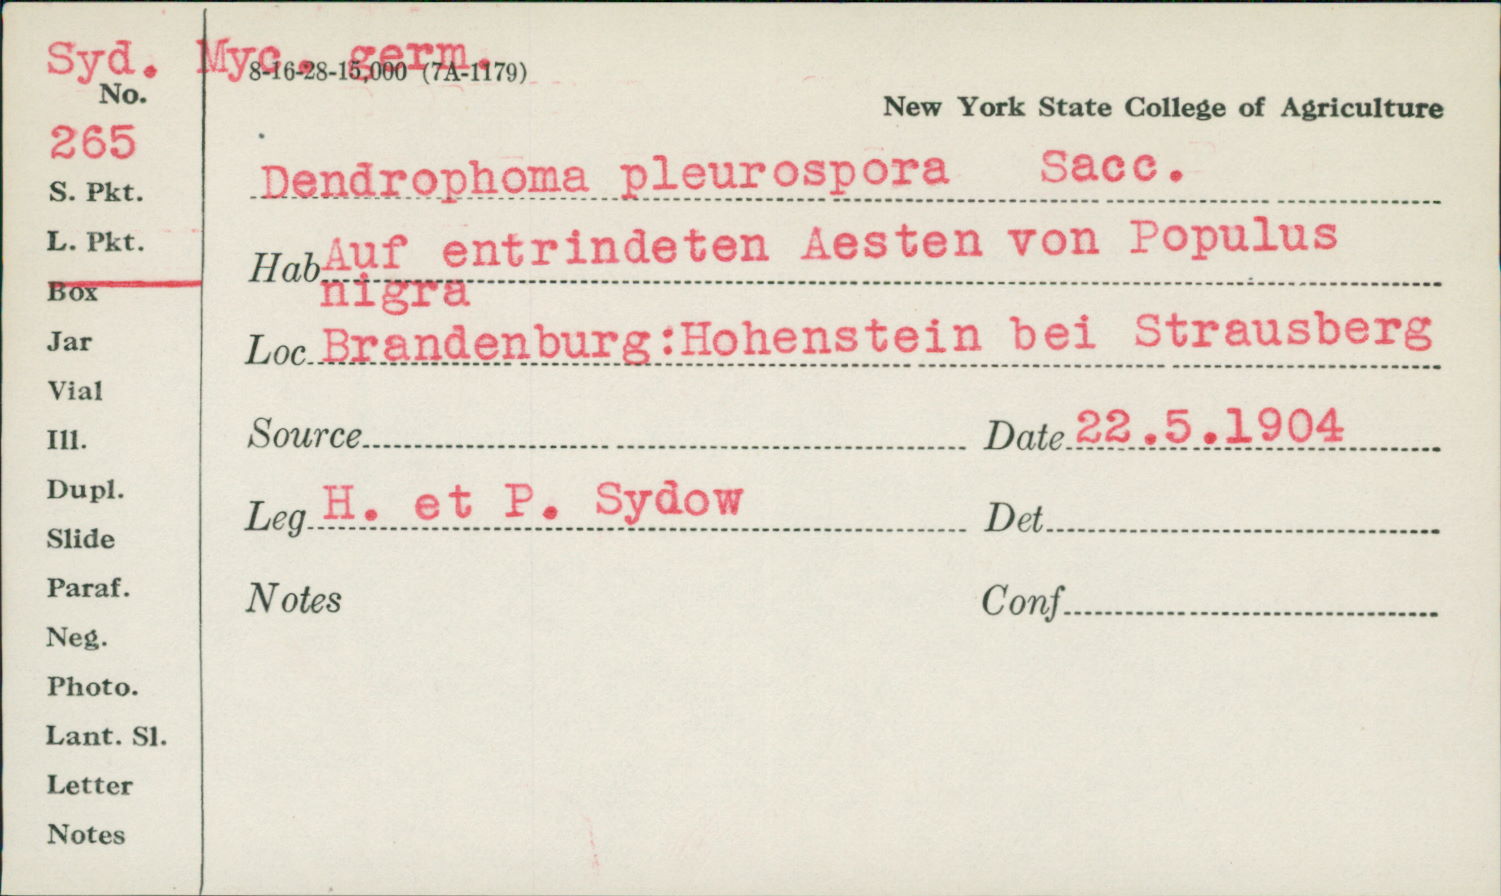 Syd. Myc. germ.
8-16-28-15,000 (7A-1179)
No.
New York State College of Agriculture
265
Dendrophoma pleurospora Sacc.
S. Pkt.
L. Pkt.
Hab Auf entrindeten Aesten von Populus
nigra
Box
Loc Brandenburg:Hohenstein bei Strausberg
Jar
Vial
Source Date 22.5.1904
Ill.
Dupl.
Leg H. et P. Sydow Det
Slide
Paraf.
Notes Conf
Neg.
Photo.
Lant. Sl.
Letter
Notes